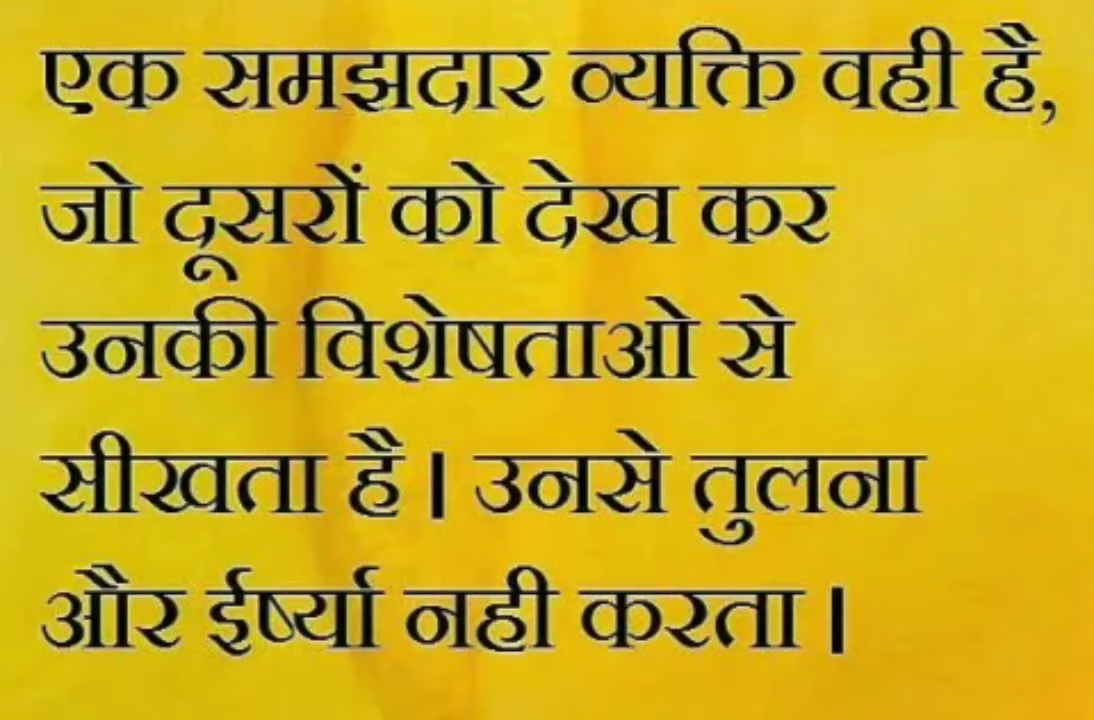 एक समझदार व्यक्ति वही है,
जो दूसरों को देख कर
उनकी विशेषताओ से
सीखता है। उनसे तुलना
और ईर्ष्या नही करता।